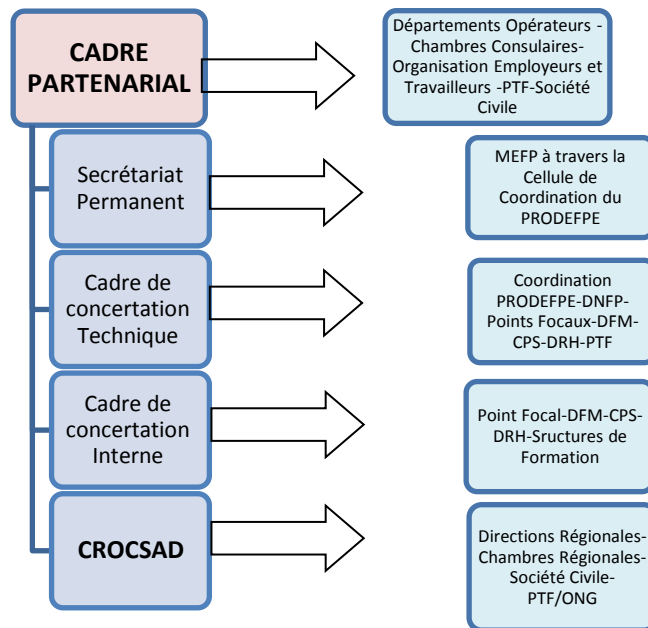 CADRE
PARTENARIAL
Départements Opérateurs -
Chambres Consulaires-
Organisation Employeurs et
Travailleurs -PTF-Société
Civile
Secrétariat
Permanent
MEFP à travers la
Cellule de
Coordination du
PRODEFPE
Cadre de
concertation
Technique
Coordination
PRODEFPE-DNFP-
Points Focaux-DFM-
CPS-DRH-PTF
Cadre de
concertation
Interne
Point Focal-DFM-CPS-
DRH-Sructures de
Formation
CROCSAD
Directions Régionales-
Chambres Régionales-
Société Civile-
PTF/ONG